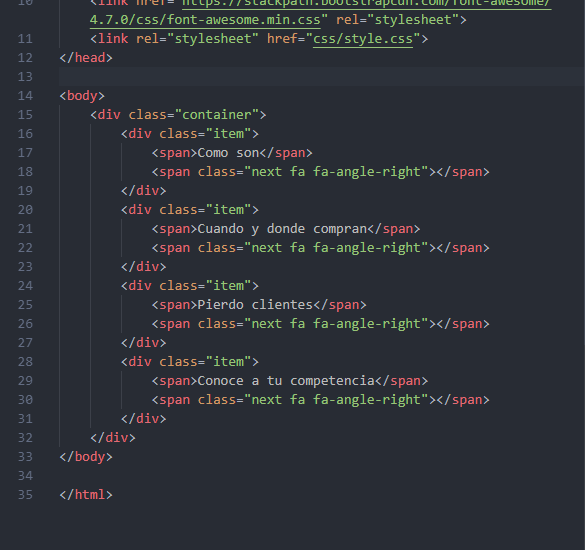 10 <link href="https://stackpath.bootstrapcdn.com/font-awesome/
4.7.0/css/font-awesome.min.css" rel="stylesheet">
11 <link rel="stylesheet" href="css/style.css">
12 </head>
13
14 <body>
15 <div class="container">
16 <div class="item">
17 <span>Como son</span>
18 <span class="next fa fa-angle-right"></span>
19 </div>
20 <div class="item">
21 <span>Cuando y donde compran</span>
22 <span class="next fa fa-angle-right"></span>
23 </div>
24 <div class="item">
25 <span>Pierdo clientes</span>
26 <span class="next fa fa-angle-right"></span>
27 </div>
28 <div class="item">
29 <span>Conoce a tu competencia</span>
30 <span class="next fa fa-angle-right"></span>
31 </div>
32 </div>
33 </body>
34
35 </html>